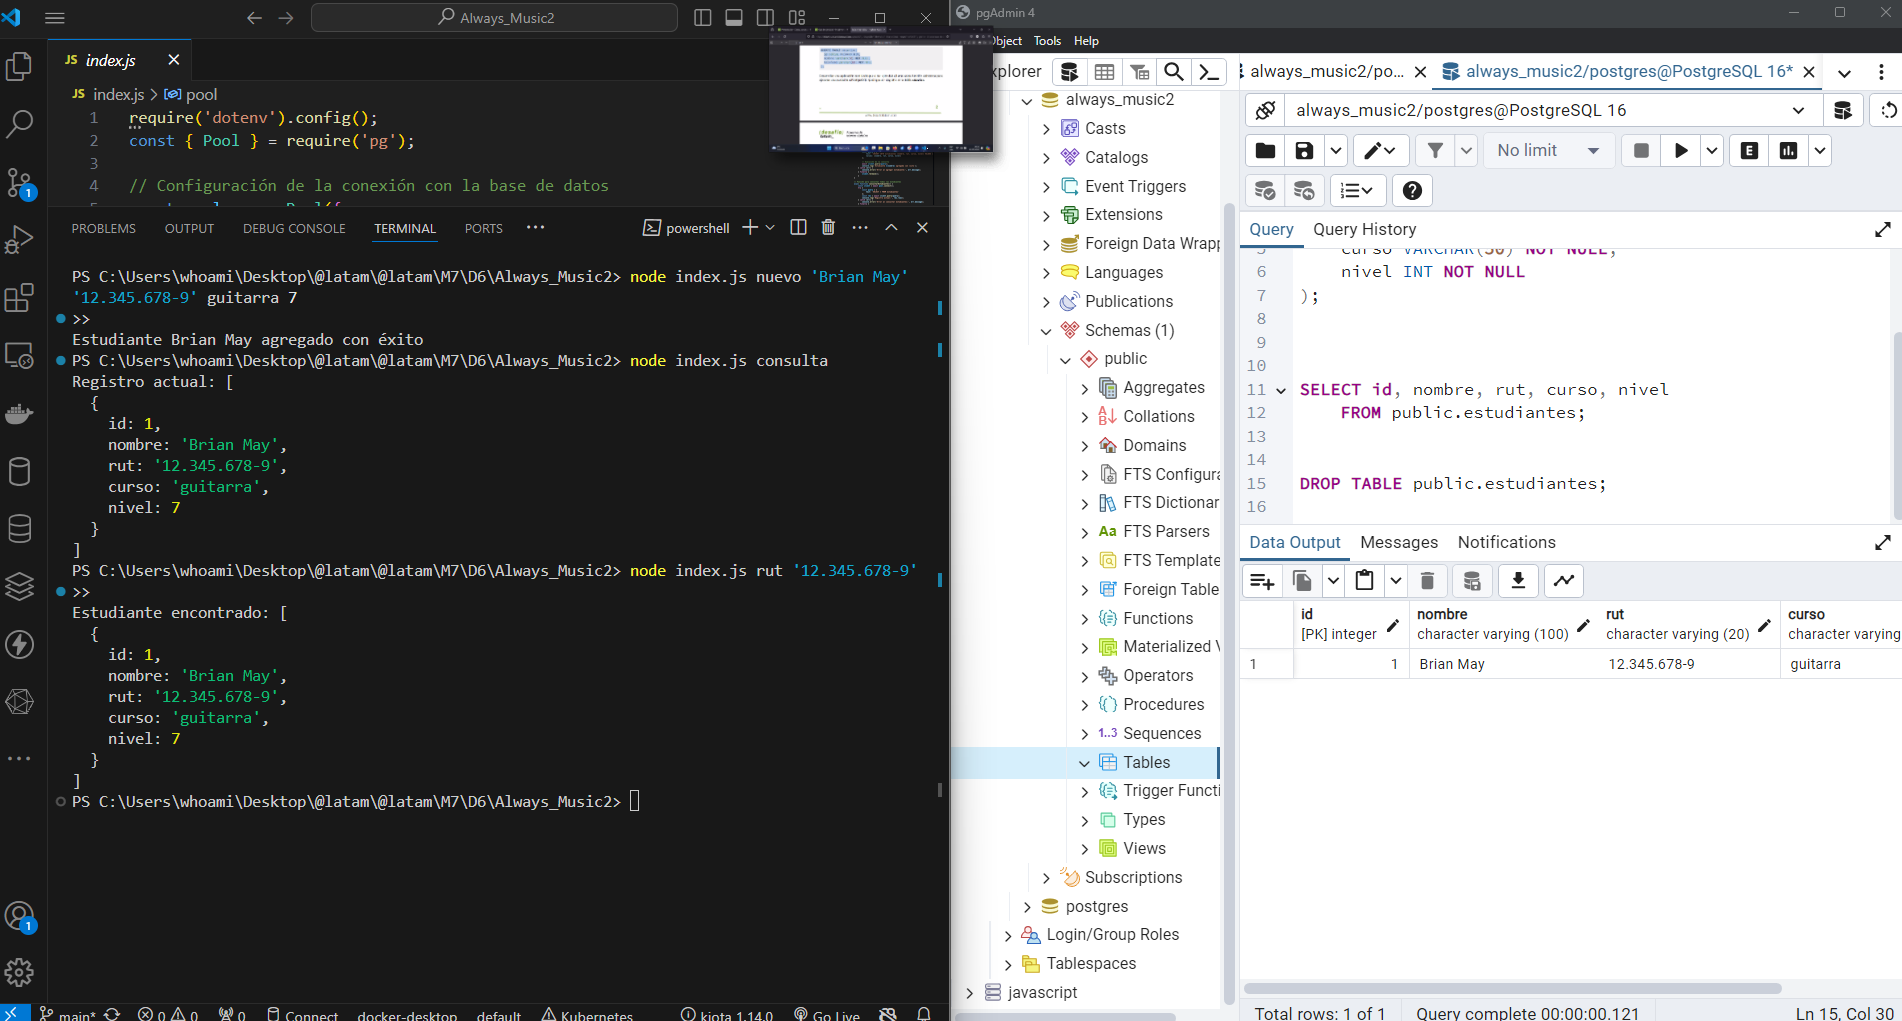 Always_Music2
JS index.js
JS index.js > pool
1 require('dotenv').config();
2 const { Pool } = require('pg');
3
4 // Configuración de la conexión con la base de datos
PROBLEMS OUTPUT DEBUG CONSOLE TERMINAL PORTS ...
powershell
PS C:\Users\whoami\Desktop\@latam\@latam\M7\D6\Always_Music2> node index.js nuevo 'Brian May'
'12.345.678-9' guitarra 7
>>
Estudiante Brian May agregado con éxito
PS C:\Users\whoami\Desktop\@latam\@latam\M7\D6\Always_Music2> node index.js consulta
Registro actual: [
{
id: 1,
nombre: 'Brian May',
rut: '12.345.678-9',
curso: 'guitarra',
nivel: 7
}
]
PS C:\Users\whoami\Desktop\@latam\@latam\M7\D6\Always_Music2> node index.js rut '12.345.678-9'
>>
Estudiante encontrado: [
{
id: 1,
nombre: 'Brian May',
rut: '12.345.678-9',
curso: 'guitarra',
nivel: 7
}
]
PS C:\Users\whoami\Desktop\@latam\@latam\M7\D6\Always_Music2>
1
1
main* 0 0 0 Connect docker-desktop default Kubernetes kiota 1.14.0 Go Live
pgAdmin 4
Object Tools Help
xplorer
always_music2
Casts
Catalogs
Event Triggers
Extensions
Foreign Data Wrapp
Languages
Publications
Schemas (1)
public
Aggregates
Collations
Domains
FTS Configura
FTS Dictionar
Aa FTS Parsers
FTS Template
Foreign Table
Functions
Materialized V
Operators
Procedures
1..3 Sequences
Tables
Trigger Functi
Types
Views
Subscriptions
postgres
Login/Group Roles
Tablespaces
javascript
always_music2/po...
always_music2/postgres@PostgreSQL 16*
always_music2/postgres@PostgreSQL 16
No limit
E
Query Query History
5 curso VARCHAR(50) NOT NULL,
6 nivel INT NOT NULL
7 );
8
9
10
11 SELECT id, nombre, rut, curso, nivel
12 FROM public.estudiantes;
13
14
15 DROP TABLE public.estudiantes;
16
Data Output Messages Notifications
id nombre rut curso
[PK] integer character varying (100) character varying (20) character varying
1 1 Brian May 12.345.678-9 guitarra
Total rows: 1 of 1 Query complete 00:00:00.121 Ln 15, Col 30